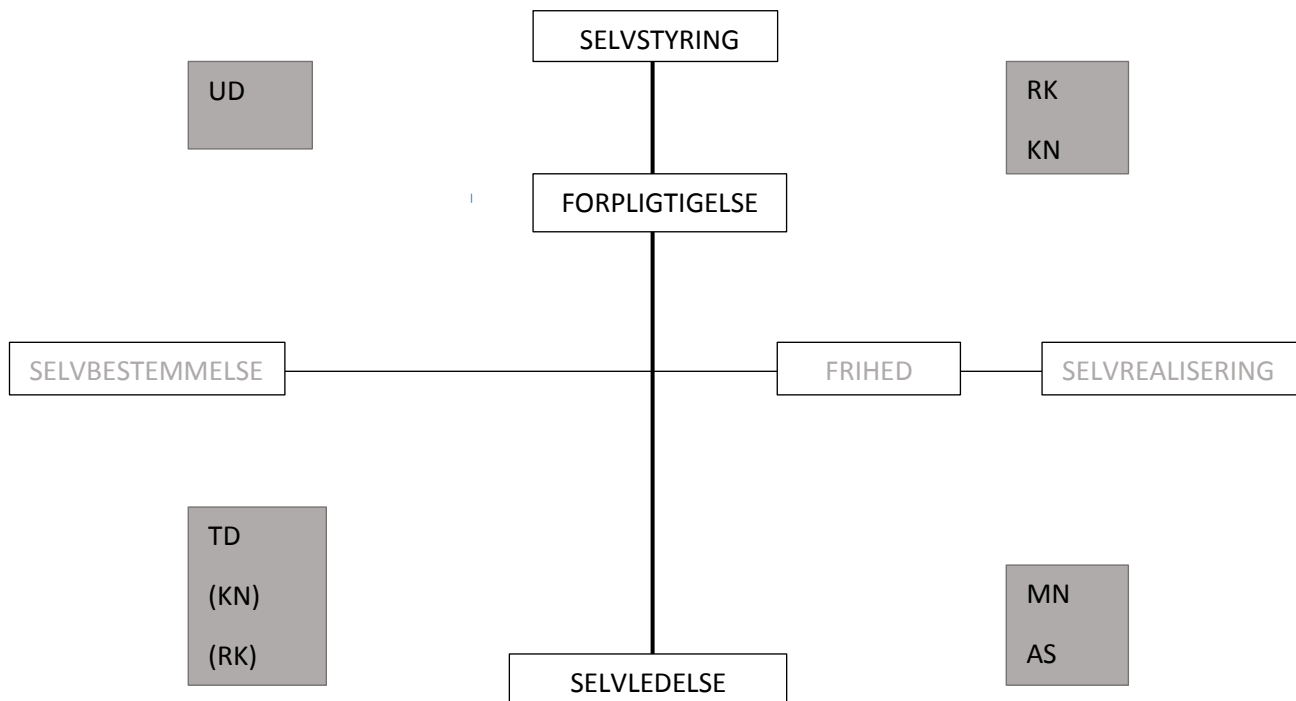 SELVSTYRING
UD
RK
KN
FORPLIGTIGELSE
SELVBESTEMMELSE
FRIHED
SELVREALISERING
TD
(KN)
(RK)
MN
AS
SELVLEDELSE